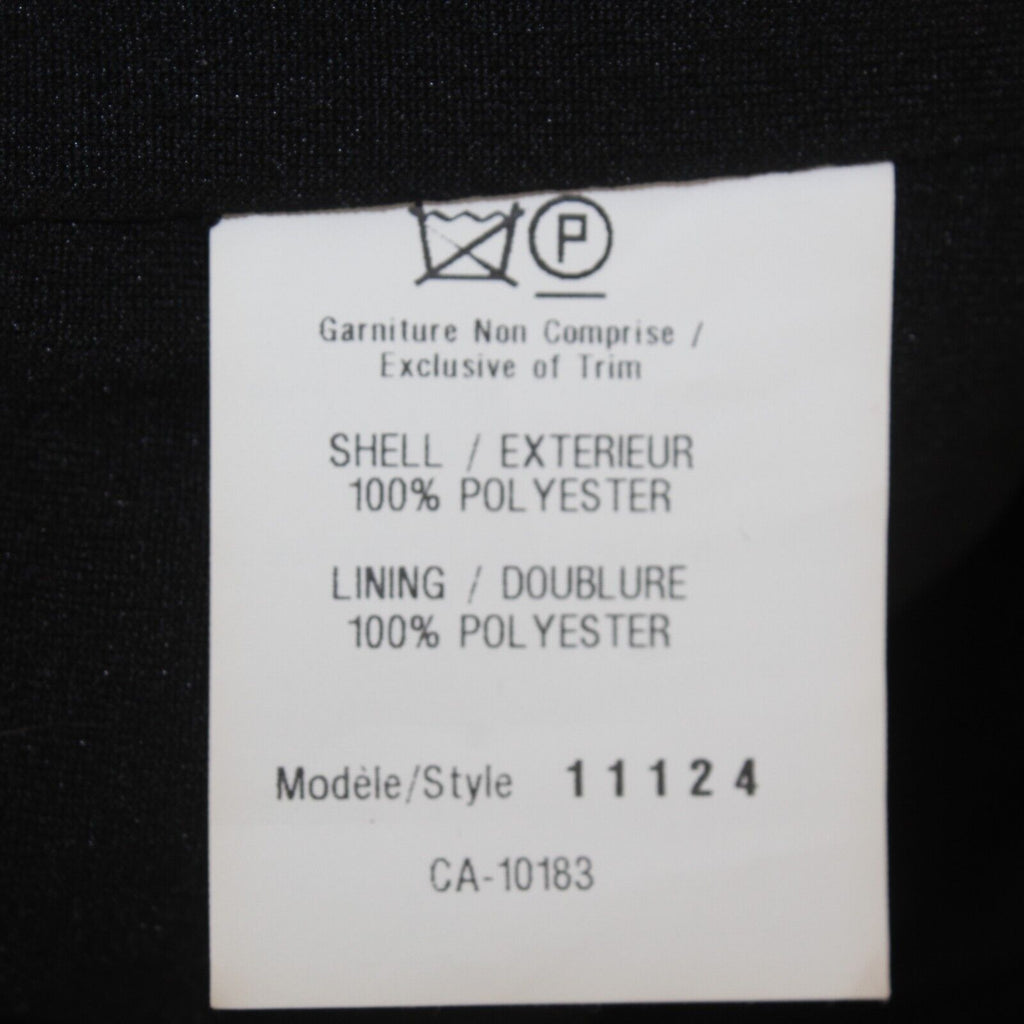 P
Garniture Non Comprise /
Exclusive of Trim
SHELL / EXTERIEUR
100% POLYESTER
LINING / DOUBLURE
100% POLYESTER
Modèle/Style 11124
CA-10183